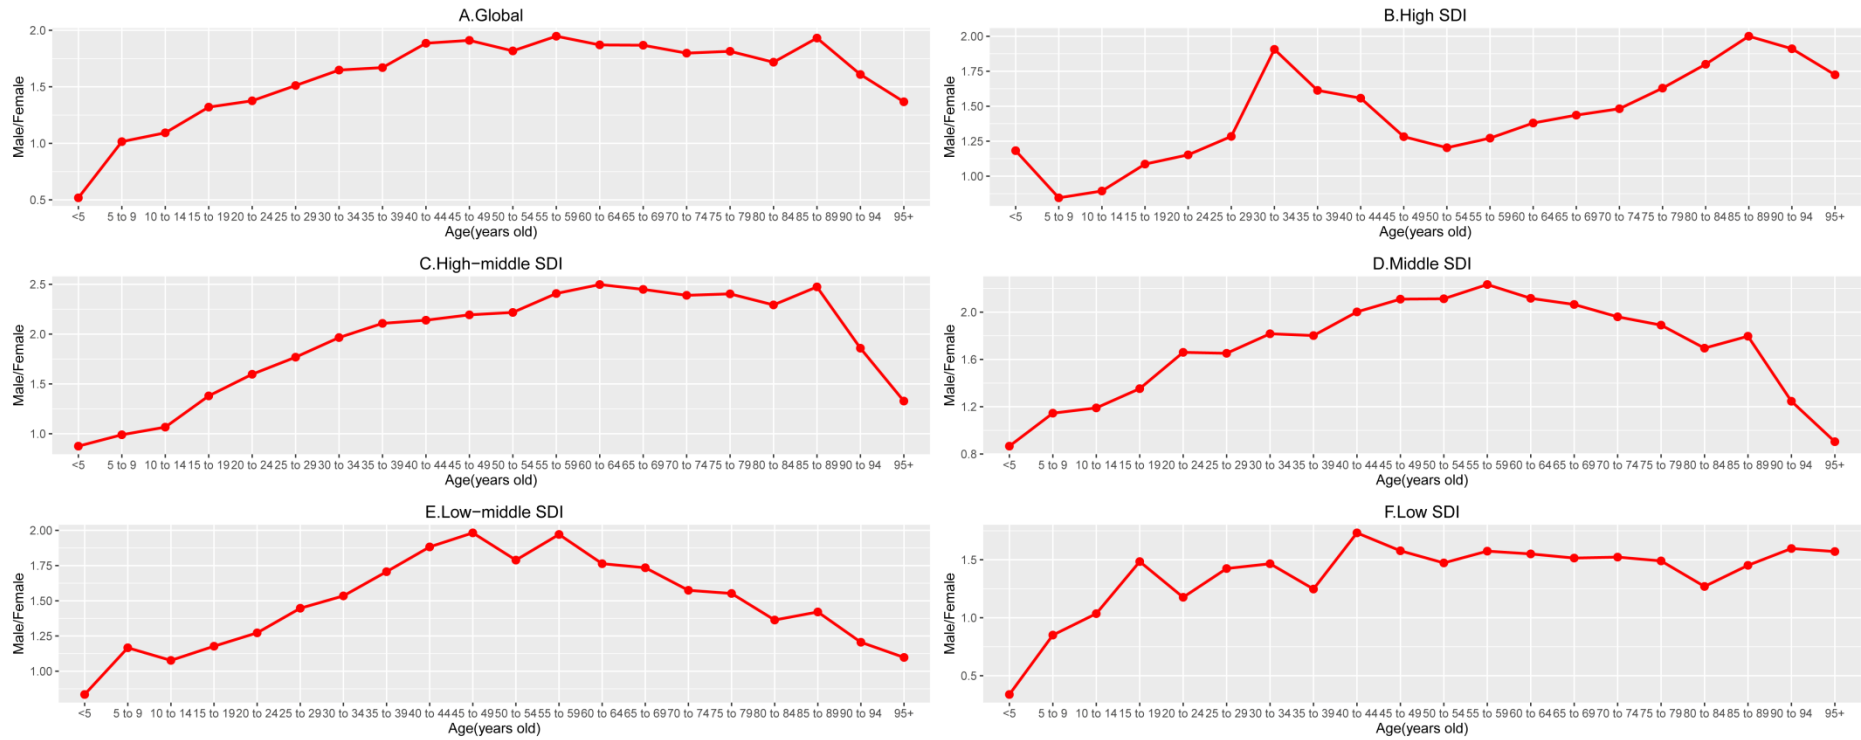 A.Global
2.0
1.5
1.0
0.5
Male/Female
<5 5 to 9 10 to 14 15 to 19 20 to 24 25 to 29 30 to 34 35 to 39 40 to 44 45 to 49 50 to 54 55 to 59 60 to 64 65 to 69 70 to 74 75 to 79 80 to 84 85 to 89 90 to 94 95+
Age(years old)
B.High SDI
2.00
1.75
1.50
1.25
1.00
Male/Female
<5 5 to 9 10 to 14 15 to 19 20 to 24 25 to 29 30 to 34 35 to 39 40 to 44 45 to 49 50 to 54 55 to 59 60 to 64 65 to 69 70 to 74 75 to 79 80 to 84 85 to 89 90 to 94 95+
Age(years old)
C.High−middle SDI
2.5
2.0
1.5
1.0
Male/Female
<5 5 to 9 10 to 14 15 to 19 20 to 24 25 to 29 30 to 34 35 to 39 40 to 44 45 to 49 50 to 54 55 to 59 60 to 64 65 to 69 70 to 74 75 to 79 80 to 84 85 to 89 90 to 94 95+
Age(years old)
D.Middle SDI
2.0
1.6
1.2
0.8
Male/Female
<5 5 to 9 10 to 14 15 to 19 20 to 24 25 to 29 30 to 34 35 to 39 40 to 44 45 to 49 50 to 54 55 to 59 60 to 64 65 to 69 70 to 74 75 to 79 80 to 84 85 to 89 90 to 94 95+
Age(years old)
E.Low−middle SDI
2.00
1.75
1.50
1.25
1.00
Male/Female
<5 5 to 9 10 to 14 15 to 19 20 to 24 25 to 29 30 to 34 35 to 39 40 to 44 45 to 49 50 to 54 55 to 59 60 to 64 65 to 69 70 to 74 75 to 79 80 to 84 85 to 89 90 to 94 95+
Age(years old)
F.Low SDI
1.5
1.0
0.5
Male/Female
<5 5 to 9 10 to 14 15 to 19 20 to 24 25 to 29 30 to 34 35 to 39 40 to 44 45 to 49 50 to 54 55 to 59 60 to 64 65 to 69 70 to 74 75 to 79 80 to 84 85 to 89 90 to 94 95+
Age(years old)